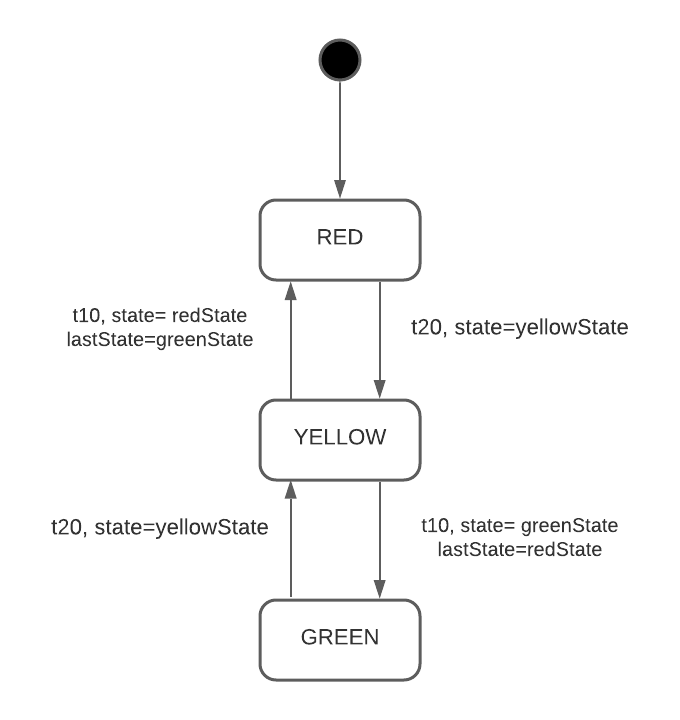 RED
t10, state= redState
lastState=greenState
t20, state=yellowState
YELLOW
t20, state=yellowState
t10, state= greenState
lastState=redState
GREEN